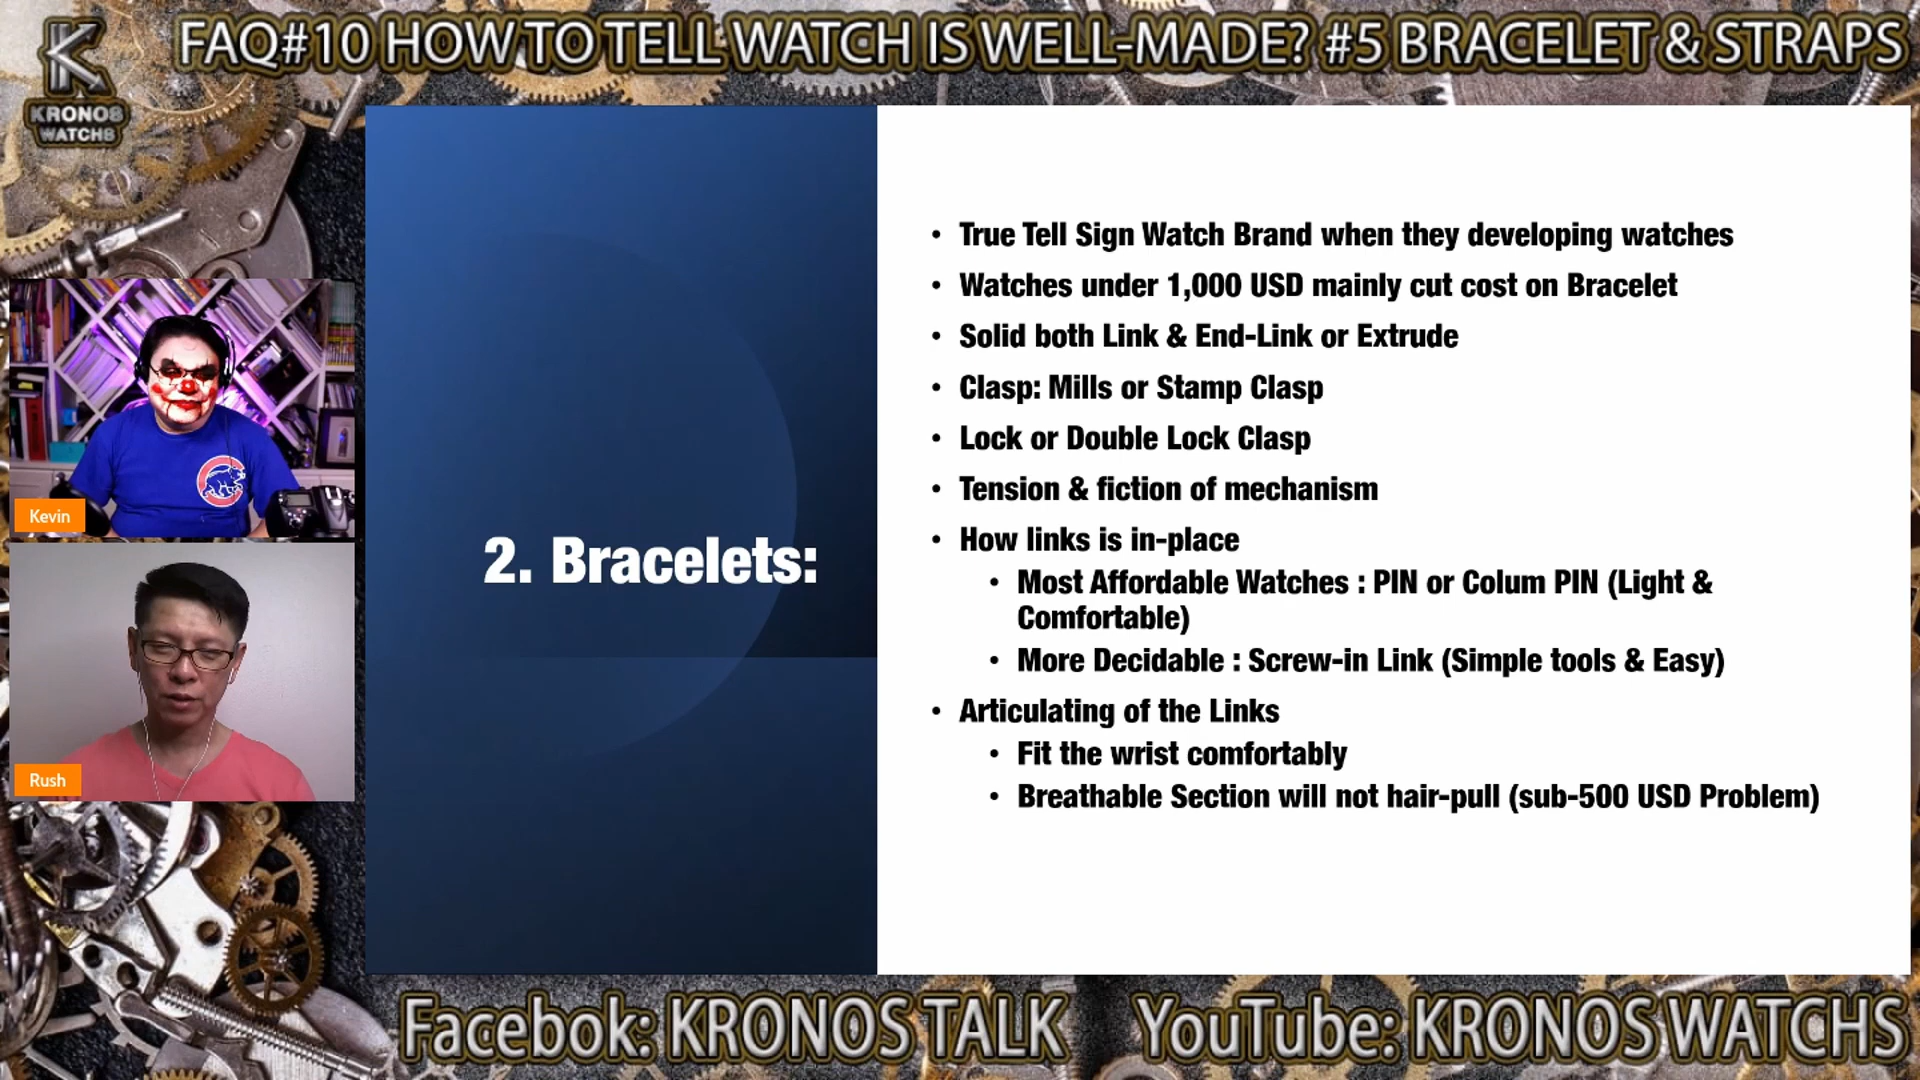 FAQ#10 HOW TO TELL WATCH IS WELL-MADE? #5 BRACELET & STRAPS
KRONOS
WATCHS
2. Bracelets:
• True Tell Sign Watch Brand when they developing watches
• Watches under 1,000 USD mainly cut cost on Bracelet
• Solid both Link & End-Link or Extrude
• Clasp: Mills or Stamp Clasp
• Lock or Double Lock Clasp
• Tension & fiction of mechanism
• How links is in-place
• Most Affordable Watches : PIN or Colum PIN (Light &
Comfortable)
• More Decidable : Screw-in Link (Simple tools & Easy)
• Articulating of the Links
• Fit the wrist comfortably
• Breathable Section will not hair-pull (sub-500 USD Problem)
Kevin
Rush
Facebok: KRONOS TALK
YouTube: KRONOS WATCHS